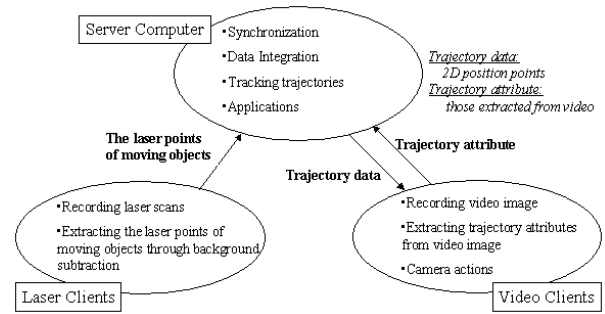 Server Computer
•Synchronization
•Data Integration
•Tracking trajectories
•Applications
Trajectory data:
2D position points
Trajectory attribute:
those extracted from video
The laser points
of moving objects
Trajectory attribute
Trajectory data
•Recording laser scans
•Extracting the laser points of
moving objects through background
subtraction
Laser Clients
•Recording video image
•Extracting trajectory attributes
from video image
•Camera actions
Video Clients